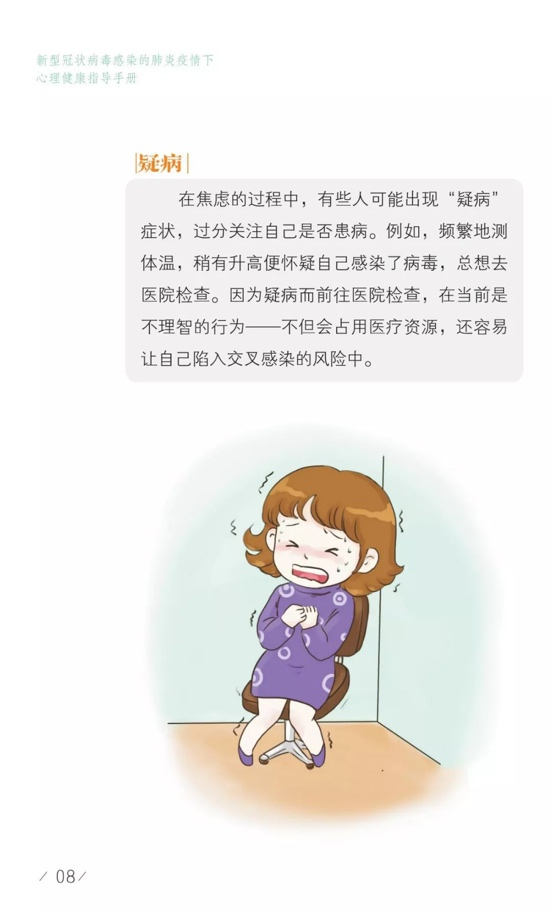 新型冠状病毒感染的肺炎疫情下
心理健康指导手册
疑病
在焦虑的过程中，有些人可能出现“疑病”
症状，过分关注自己是否患病。例如，频繁地测
体温，稍有升高便怀疑自己感染了病毒，总想去
医院检查。因为疑病而前往医院检查，在当前是
不理智的行为——不但会占用医疗资源，还容易
让自己陷入交叉感染的风险中。
/ 08 /